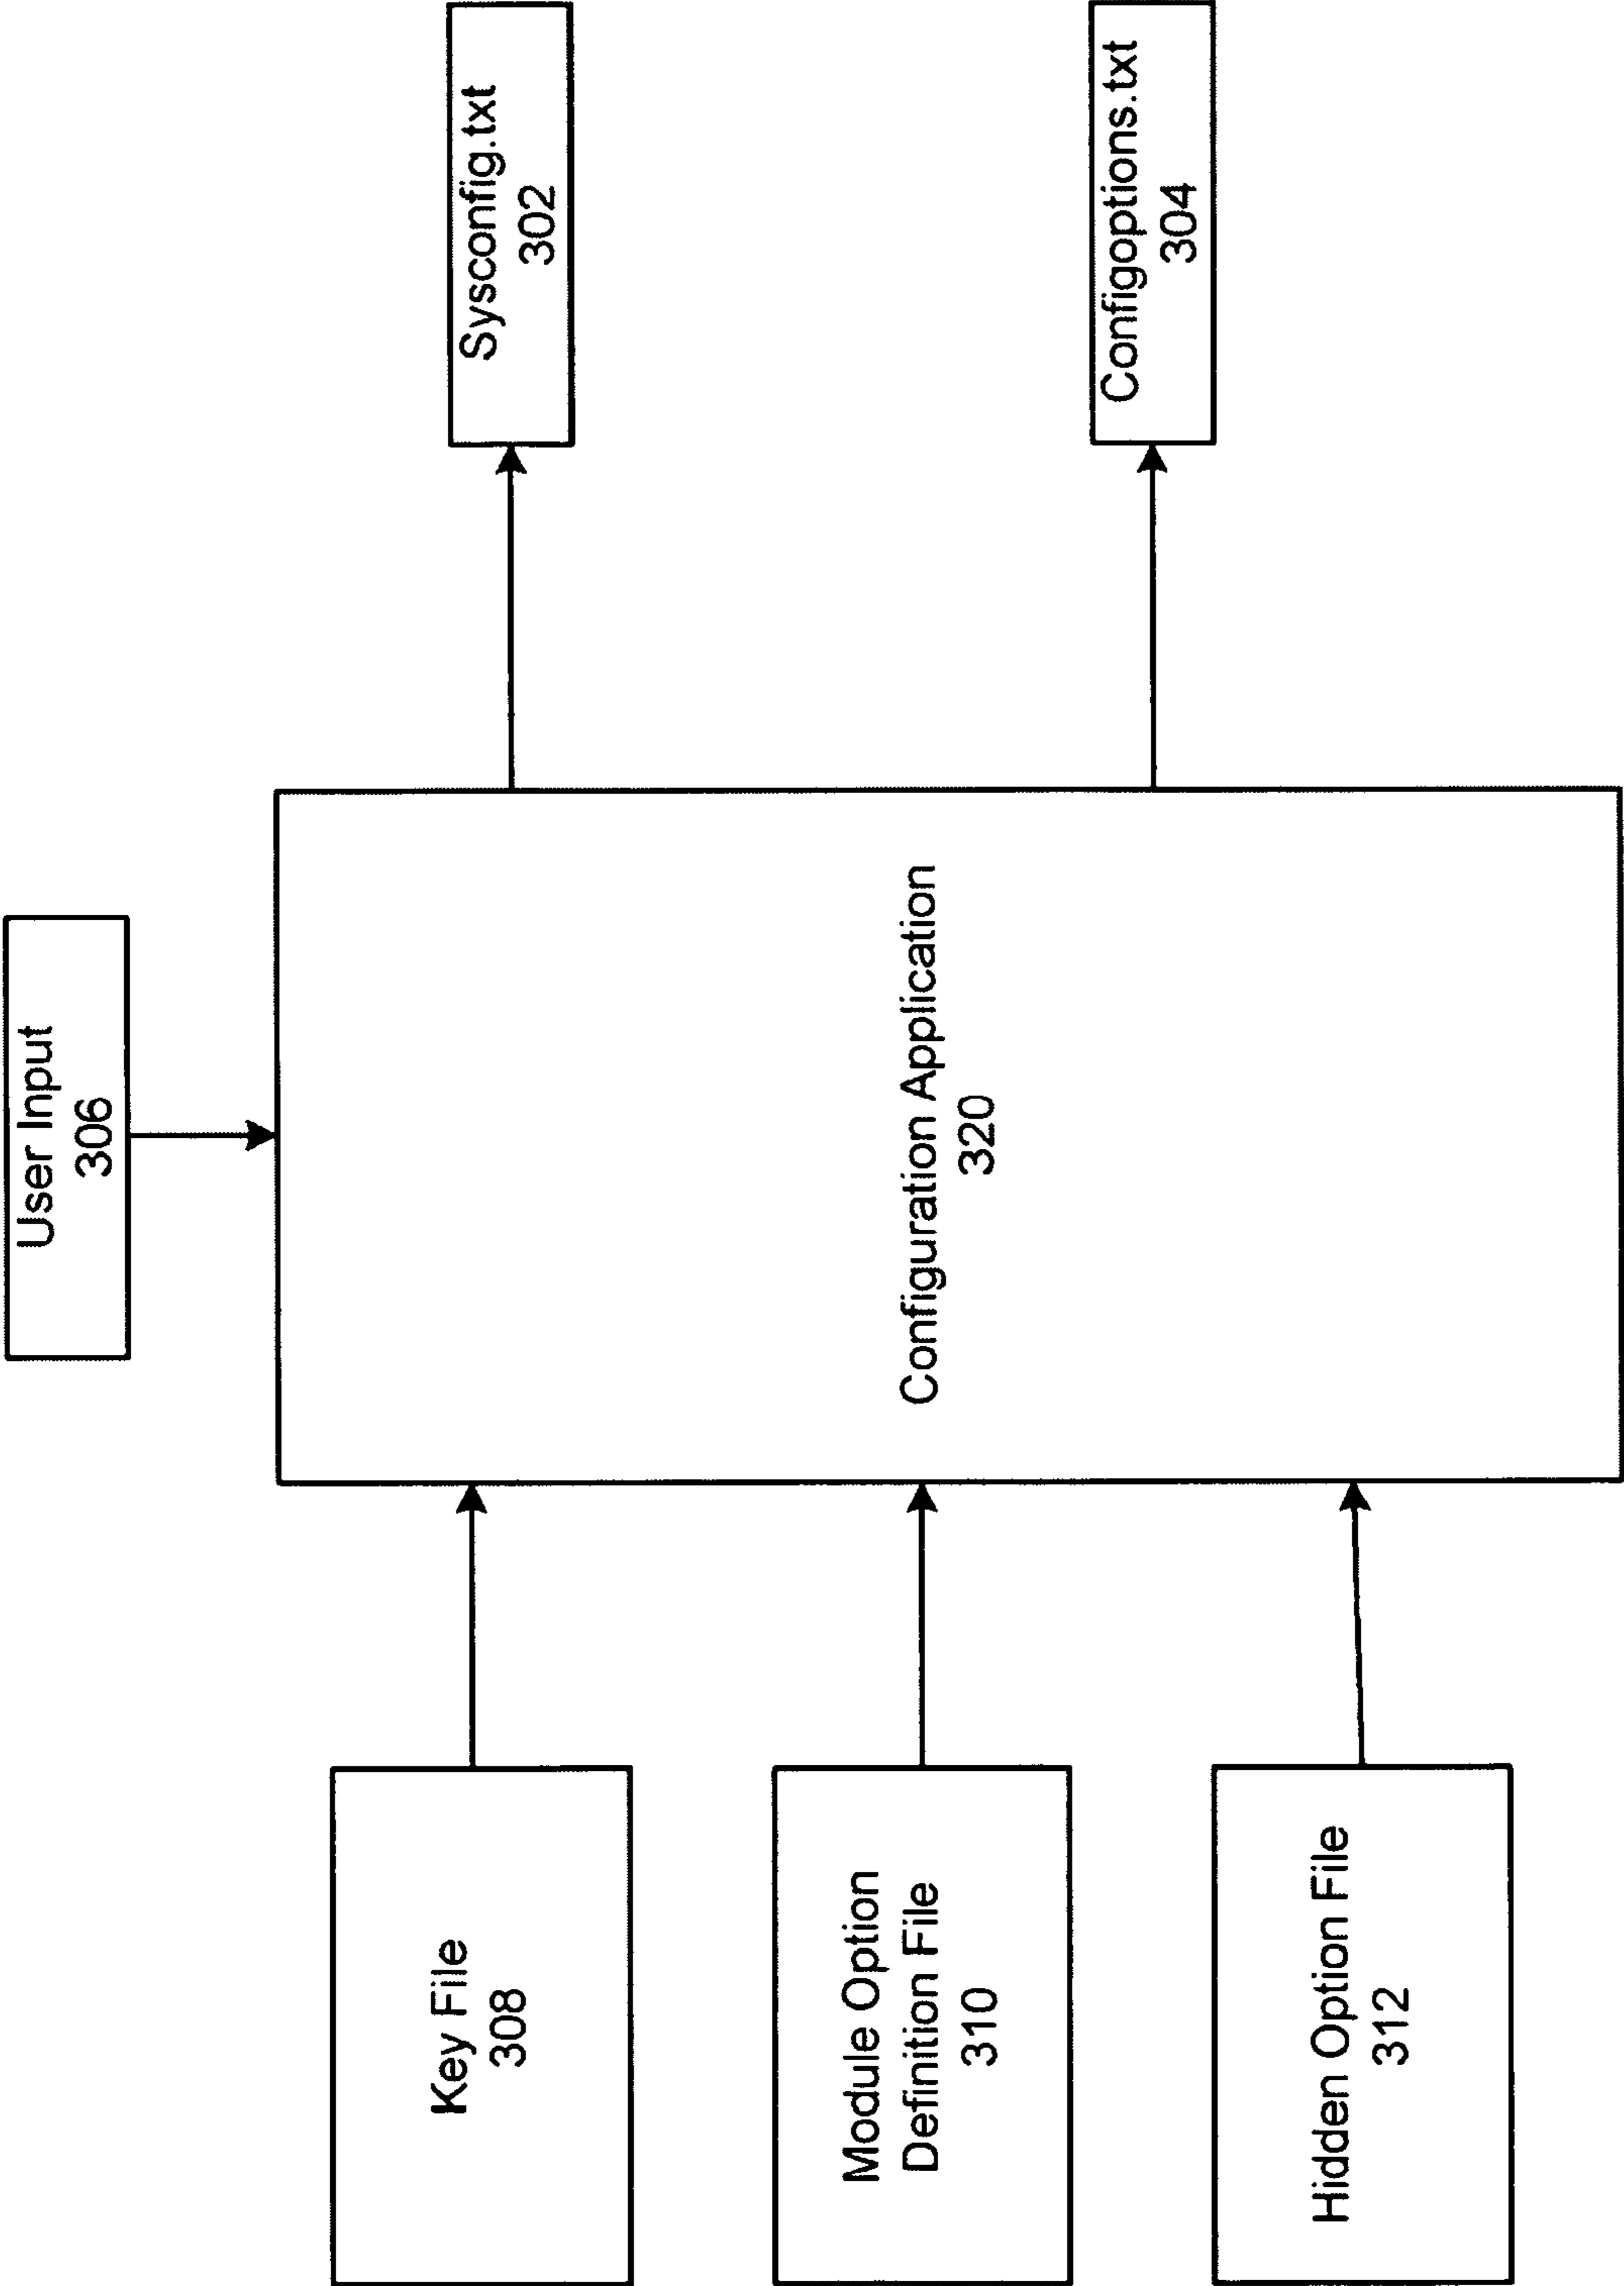 User Input
306
Sysconfig.txt
302
Configoptions.txt
304
Configuration Application
320
Key File
308
Module Option
Definition File
310
Hidden Option File
312